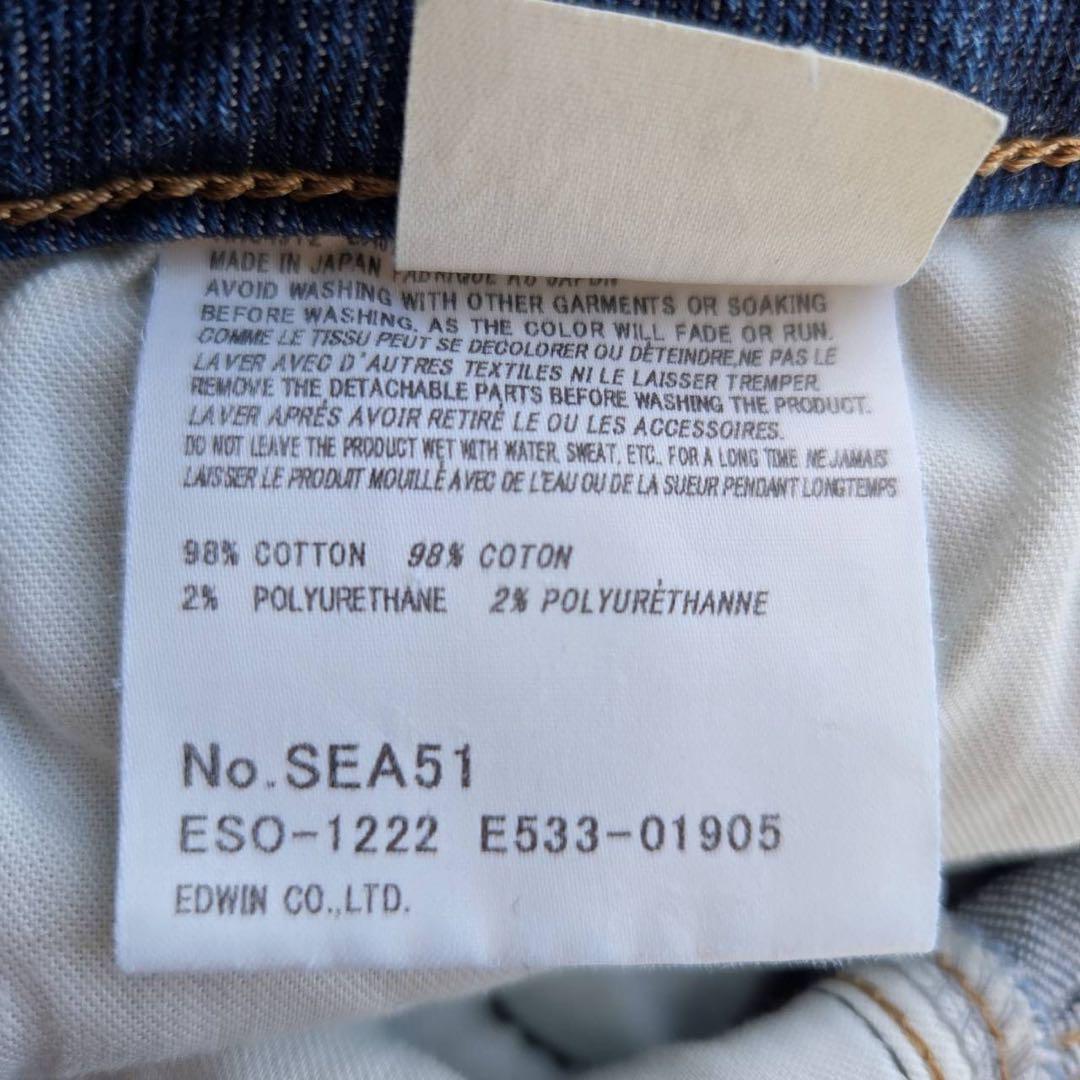 MADE IN JAPAN FABRIQUE AU JAPON
AVOID WASHING WITH OTHER GARMENTS OR SOAKING
BEFORE WASHING. AS THE COLOR WILL FADE OR RUN.
COMME LE TISSU PEUT SE DECOLORER OU DÉTEINDRE,NE PAS LE
LAVER AVEC D'AUTRES TEXTILES NI LE LAISSER TREMPER
REMOVE THE DETACHABLE PARTS BEFORE WASHING THE PRODUCT.
LAVER APRÈS AVOIR RETIRÉ LE OU LES ACCESSOIRES.
DO NOT LEAVE THE PRODUCT WET WITH WATER, SWEAT, ETC., FOR A LONG TIME NE JAMAIS
LAISSER LE PRODUIT MOUILLÉ AVEC DE L'EAU OU DE LA SUEUR PENDANT LONGTEMPS
98% COTTON 98% COTON
2% POLYURETHANE 2% POLYURÉTHANNE
No.SEA51
ESO-1222 E533-01905
EDWIN CO.,LTD.